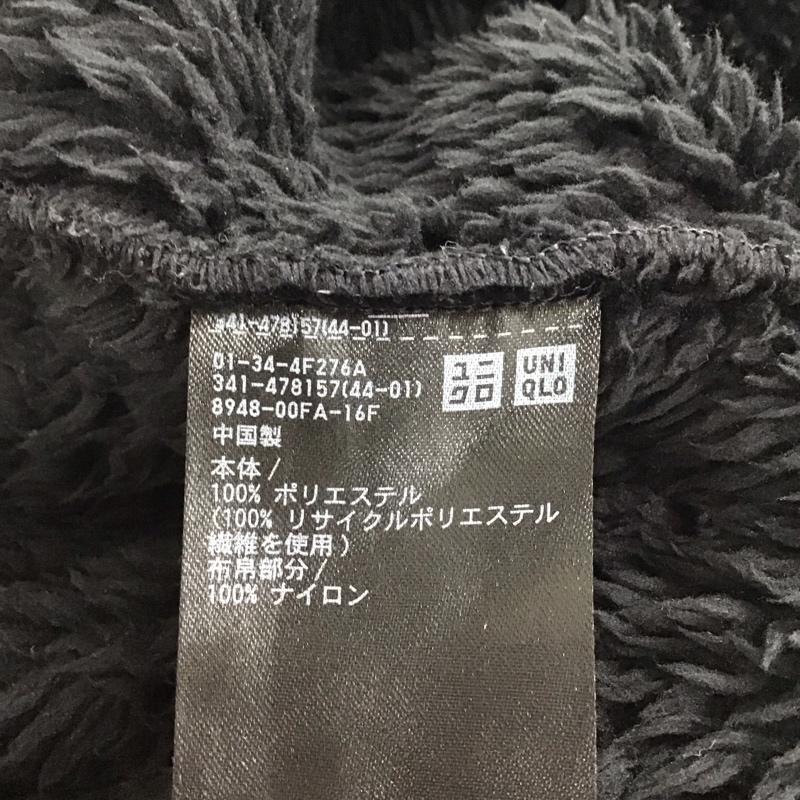 341-478157(44-01)
01-34-4F276A
341-478157(44-01)
8948-00FA-16F
ユニ
クロ
UNI
QLO
中国製
本体/
100% ポリエステル
(100% リサイクルポリエステル
繊維を使用)
布帛部分/
100% ナイロン